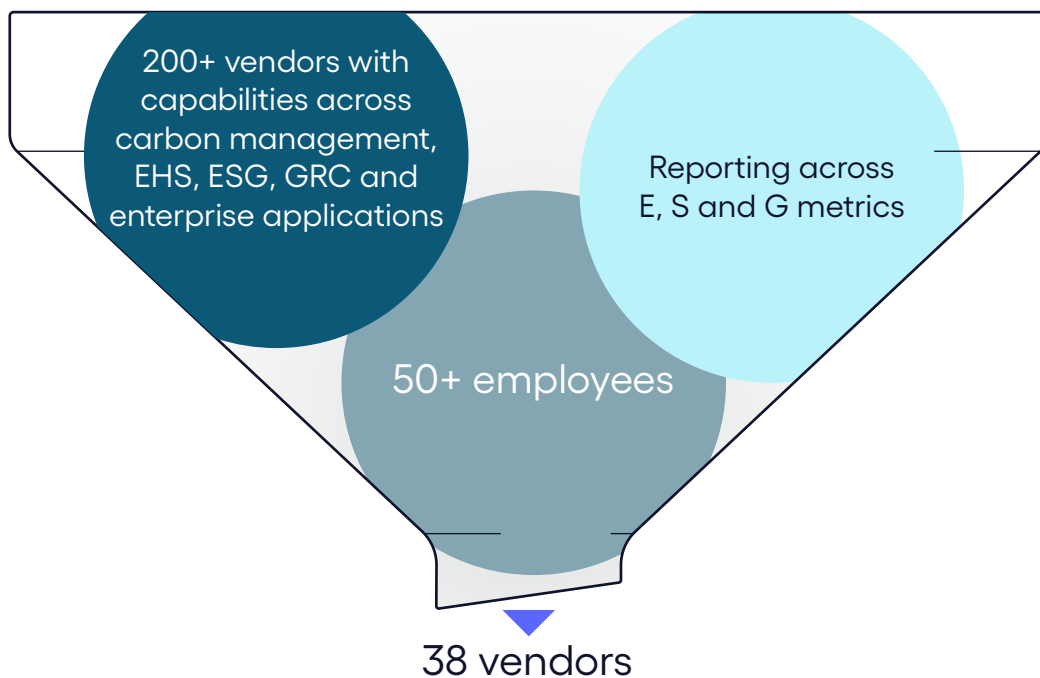 200+ vendors with
capabilities across
carbon management,
EHS, ESG, GRC and
enterprise applications
Reporting across
E, S and G metrics
50+ employees
38 vendors